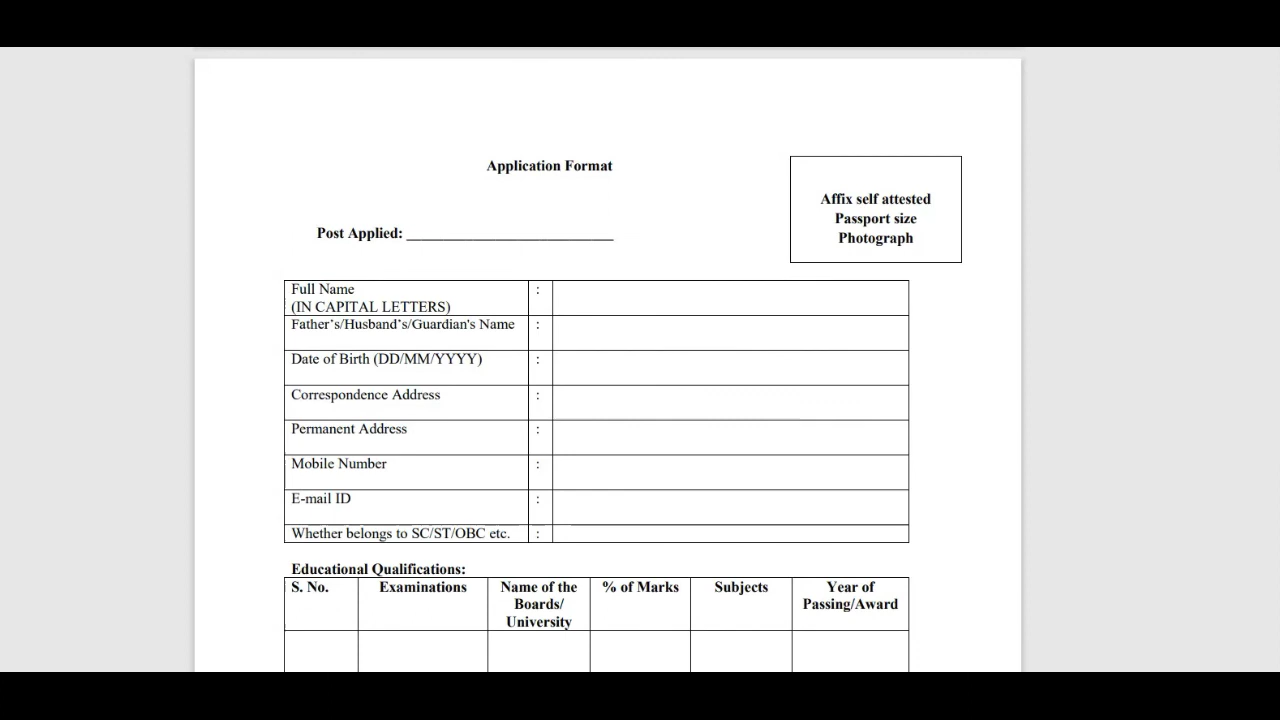 Application Format
Affix self attested
Passport size
Photograph
Post Applied: ___________________________
Full Name :
(IN CAPITAL LETTERS)
Father's/Husband's/Guardian's Name :
Date of Birth (DD/MM/YYYY) :
Correspondence Address :
Permanent Address :
Mobile Number :
E-mail ID :
Whether belongs to SC/ST/OBC etc. :
Educational Qualifications:
S. No. Examinations Name of the % of Marks Subjects Year of
Boards/ Passing/Award
University